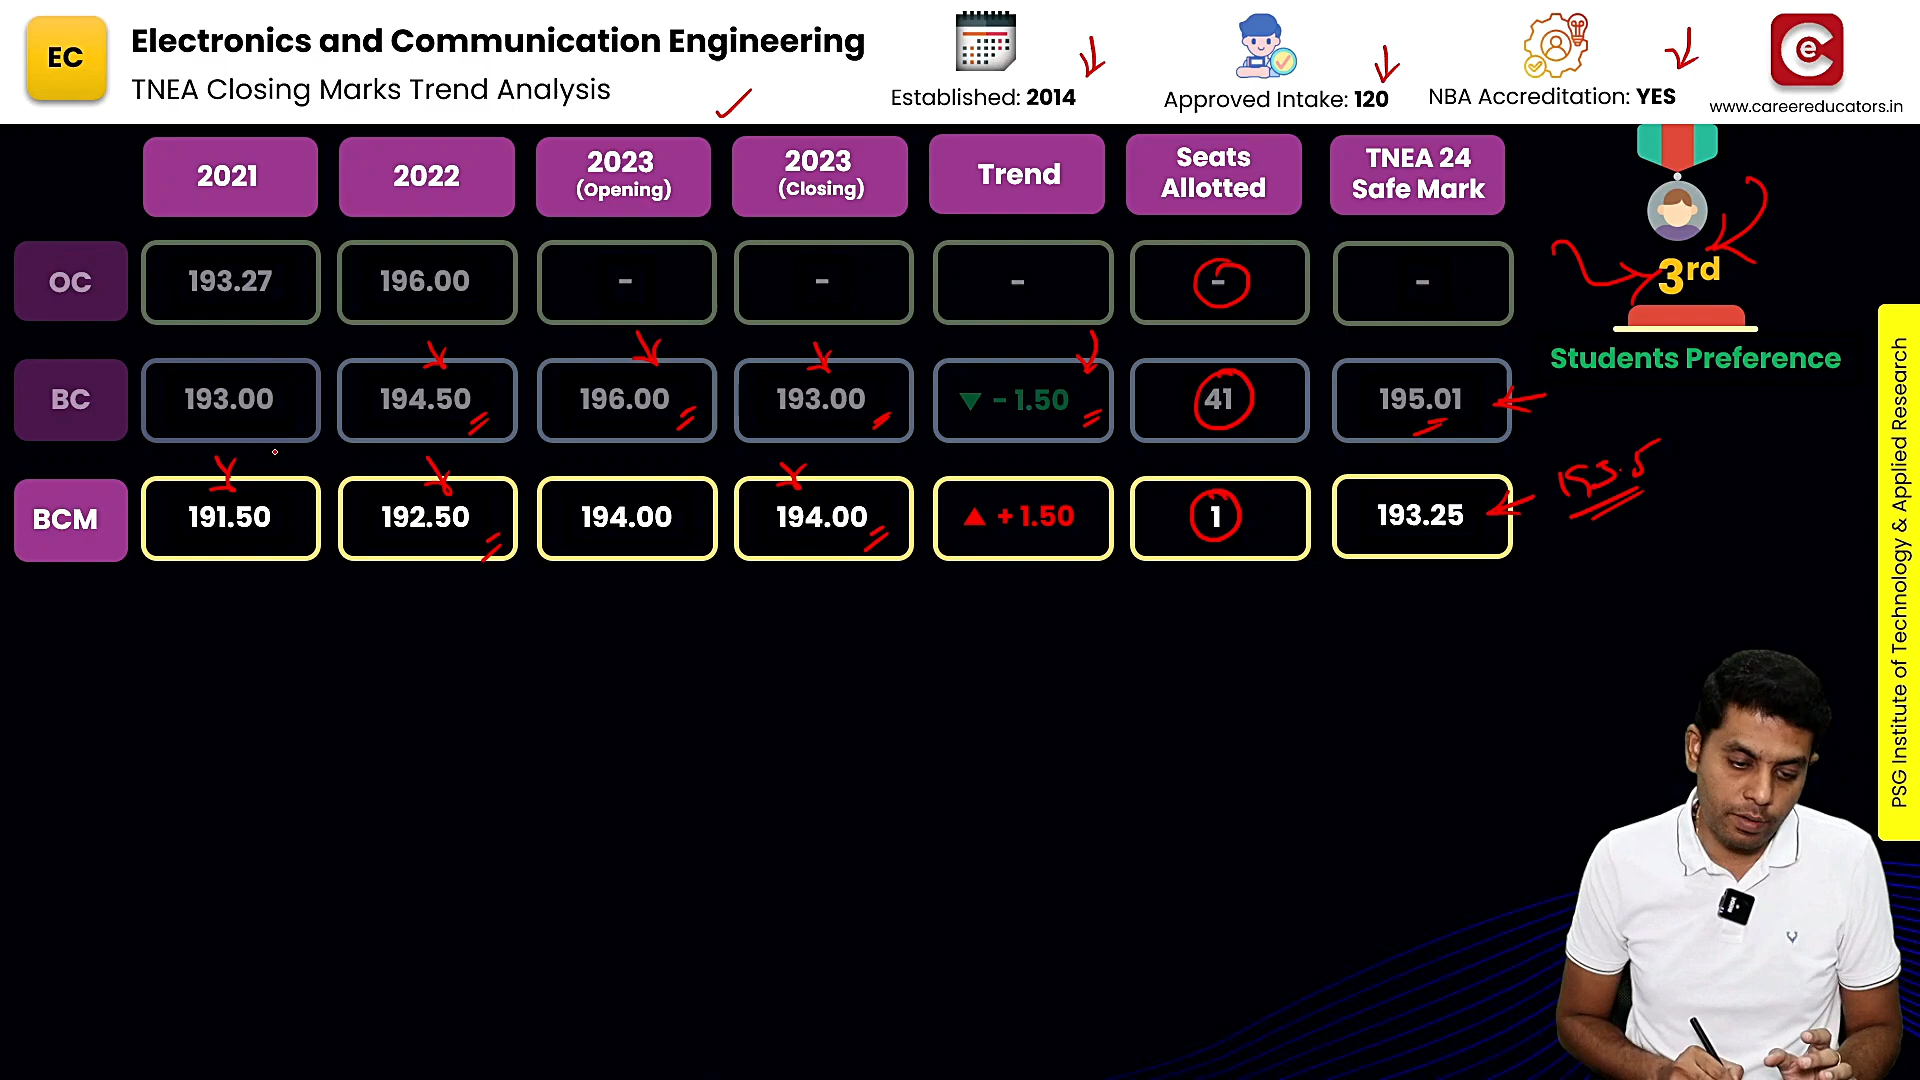 EC
Electronics and Communication Engineering
TNEA Closing Marks Trend Analysis
Established: 2014
Approved Intake: 120
NBA Accreditation: YES
e
www.careereducators.in
2021
2022
2023
(Opening)
2023
(Closing)
Trend
Seats
Allotted
TNEA 24
Safe Mark
OC
193.27
196.00
-
-
-
-
-
BC
193.00
194.50
196.00
193.00
▼ - 1.50
41
195.01
BCM
191.50
192.50
194.00
194.00
▲ + 1.50
1
193.25
3rd
Students Preference
193.5
PSG Institute of Technology & Applied Research